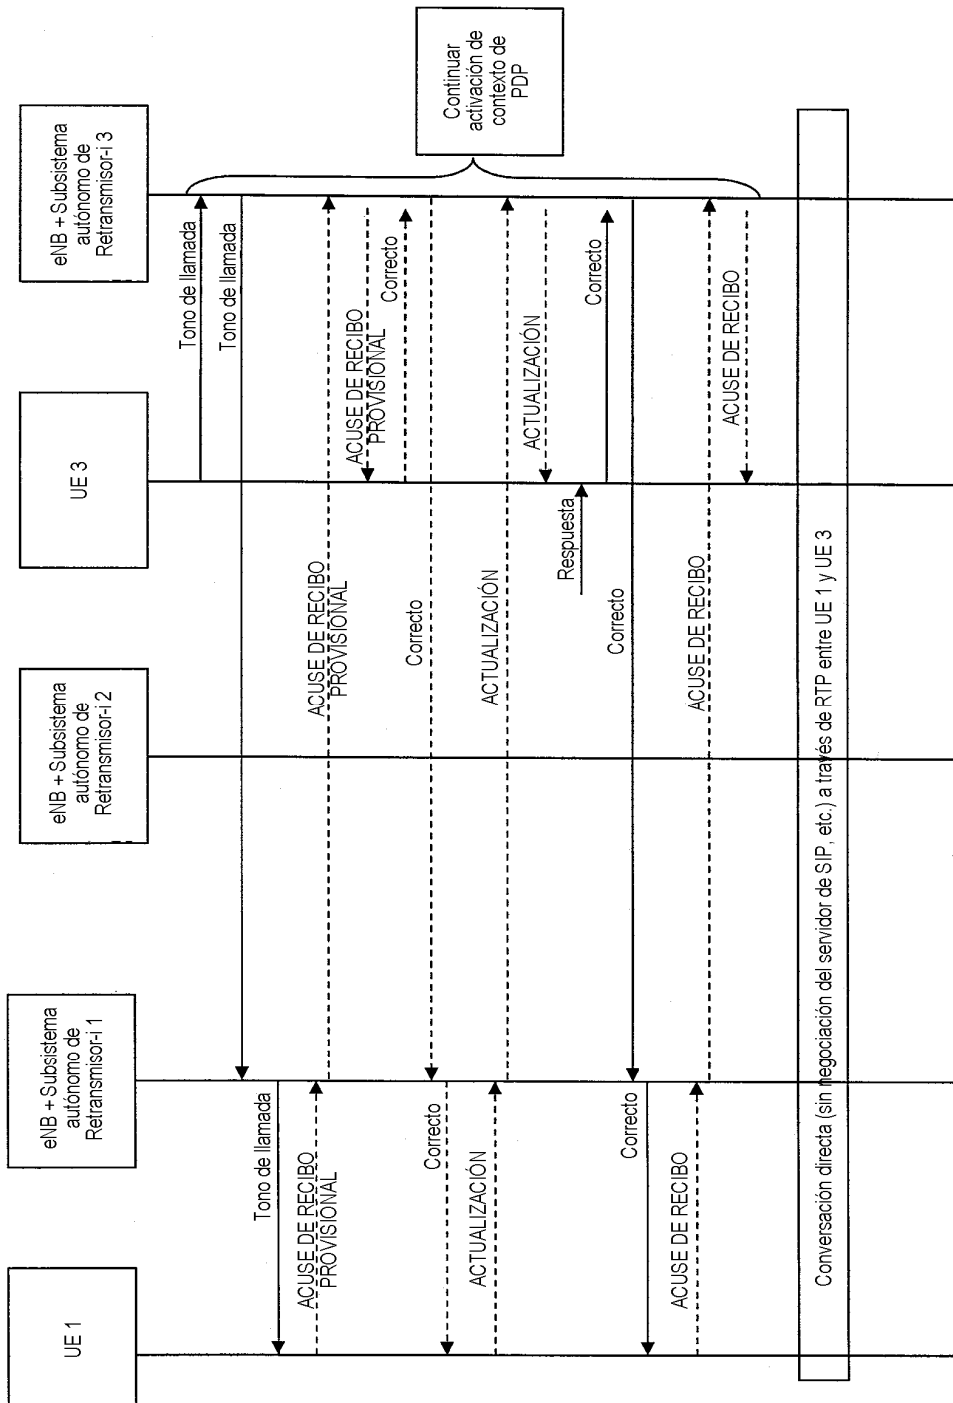 UE 1
eNB + Subsistema
autónomo de
Retransmisor-i 1
eNB + Subsistema
autónomo de
Retransmisor-i 2
UE 3
eNB + Subsistema
autónomo de
Retransmisor-i 3
Continuar
activación de
contexto de
PDP
Tono de llamada
Tono de llamada
Tono de llamada
ACUSE DE RECIBO
PROVISIONAL
ACUSE DE RECIBO
PROVISIONAL
ACUSE DE RECIBO
PROVISIONAL
Correcto
Correcto
Correcto
ACTUALIZACIÓN
ACTUALIZACIÓN
ACTUALIZACIÓN
Respuesta
Correcto
Correcto
Correcto
ACUSE DE RECIBO
ACUSE DE RECIBO
ACUSE DE RECIBO
Conversación directa (sin negociación del servidor de SIP, etc.) a través de RTP entre UE 1 y UE 3